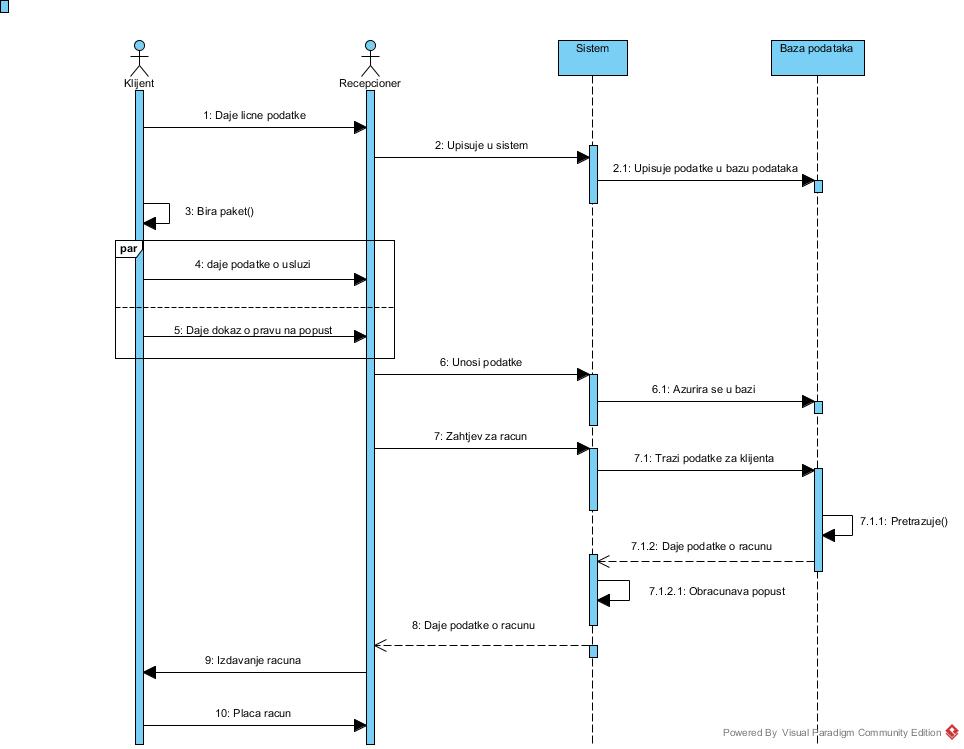 Klijent
Recepcioner
Sistem
Baza podataka
1: Daje licne podatke
2: Upisuje u sistem
2.1: Upisuje podatke u bazu podataka
3: Bira paket()
par
4: daje podatke o usluzi
5: Daje dokaz o pravu na popust
6: Unosi podatke
6.1: Azurira se u bazi
7: Zahtjev za racun
7.1: Trazi podatke za klijenta
7.1.1: Pretrazuje()
7.1.2: Daje podatke o racunu
7.1.2.1: Obracunava popust
8: Daje podatke o racunu
9: Izdavanje racuna
10: Placa racun
Powered By Visual Paradigm Community Edition